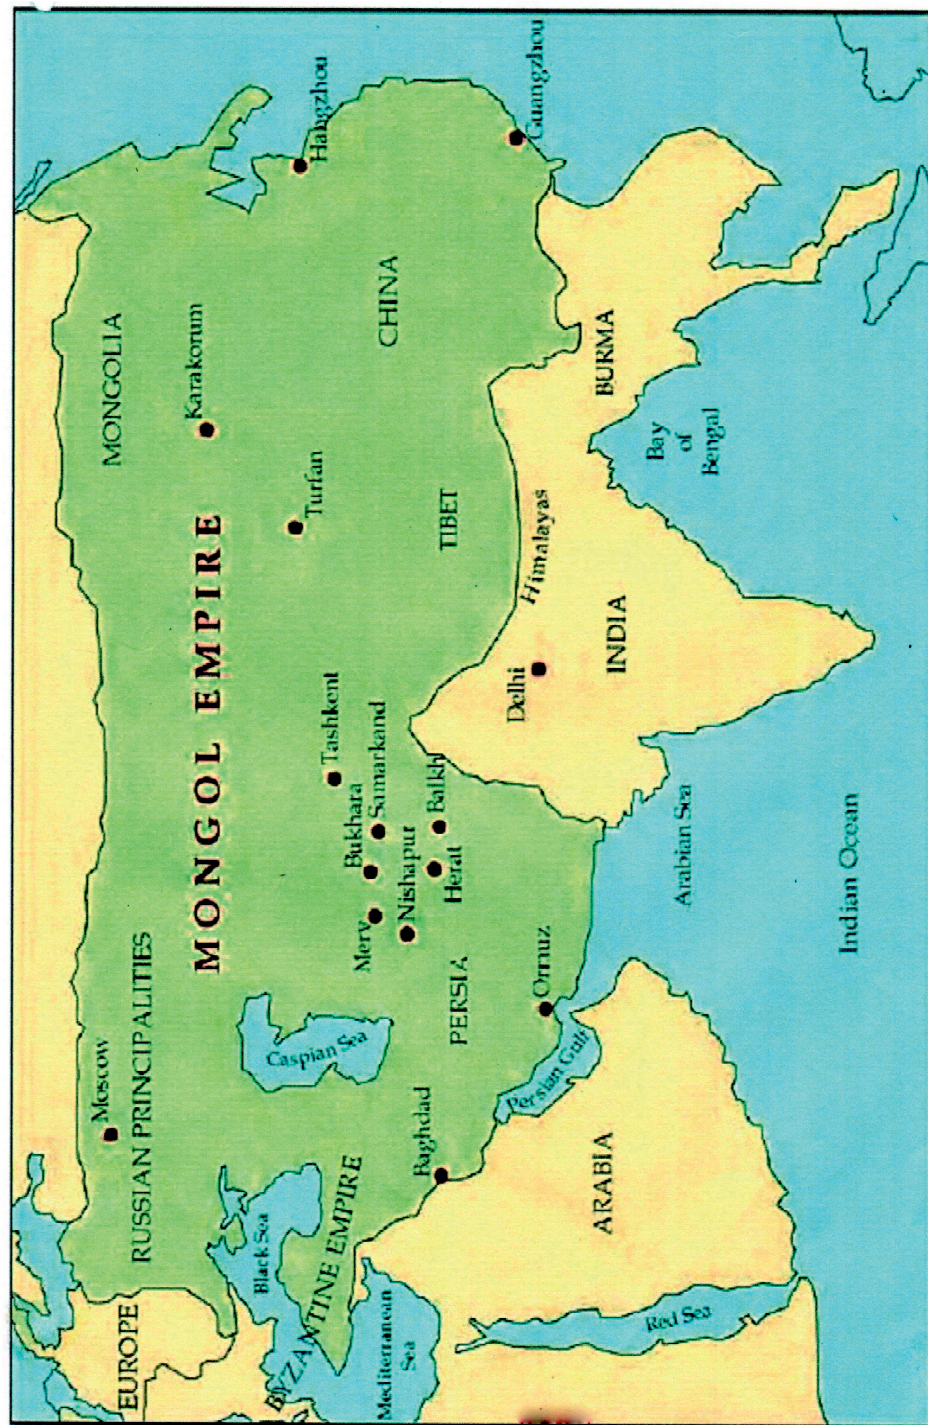 EUROPE
Moscow
RUSSIAN PRINCIPALITIES
MONGOL EMPIRE
MONGOLIA
Karakorum
Hangzhou
Black Sea
Caspian Sea
Turfan
BYZANTINE EMPIRE
Tashkent
Bukhara
Samarkand
Merv
Nishapur
CHINA
Mediterranean
Sea
Baghdad
PERSIA
Herat
Balkh
TIBET
Guangzhou
Ormuz
Persian Gulf
Delhi
Himalayas
ARABIA
INDIA
BURMA
Red Sea
Arabian Sea
Bay
of
Bengal
Indian Ocean